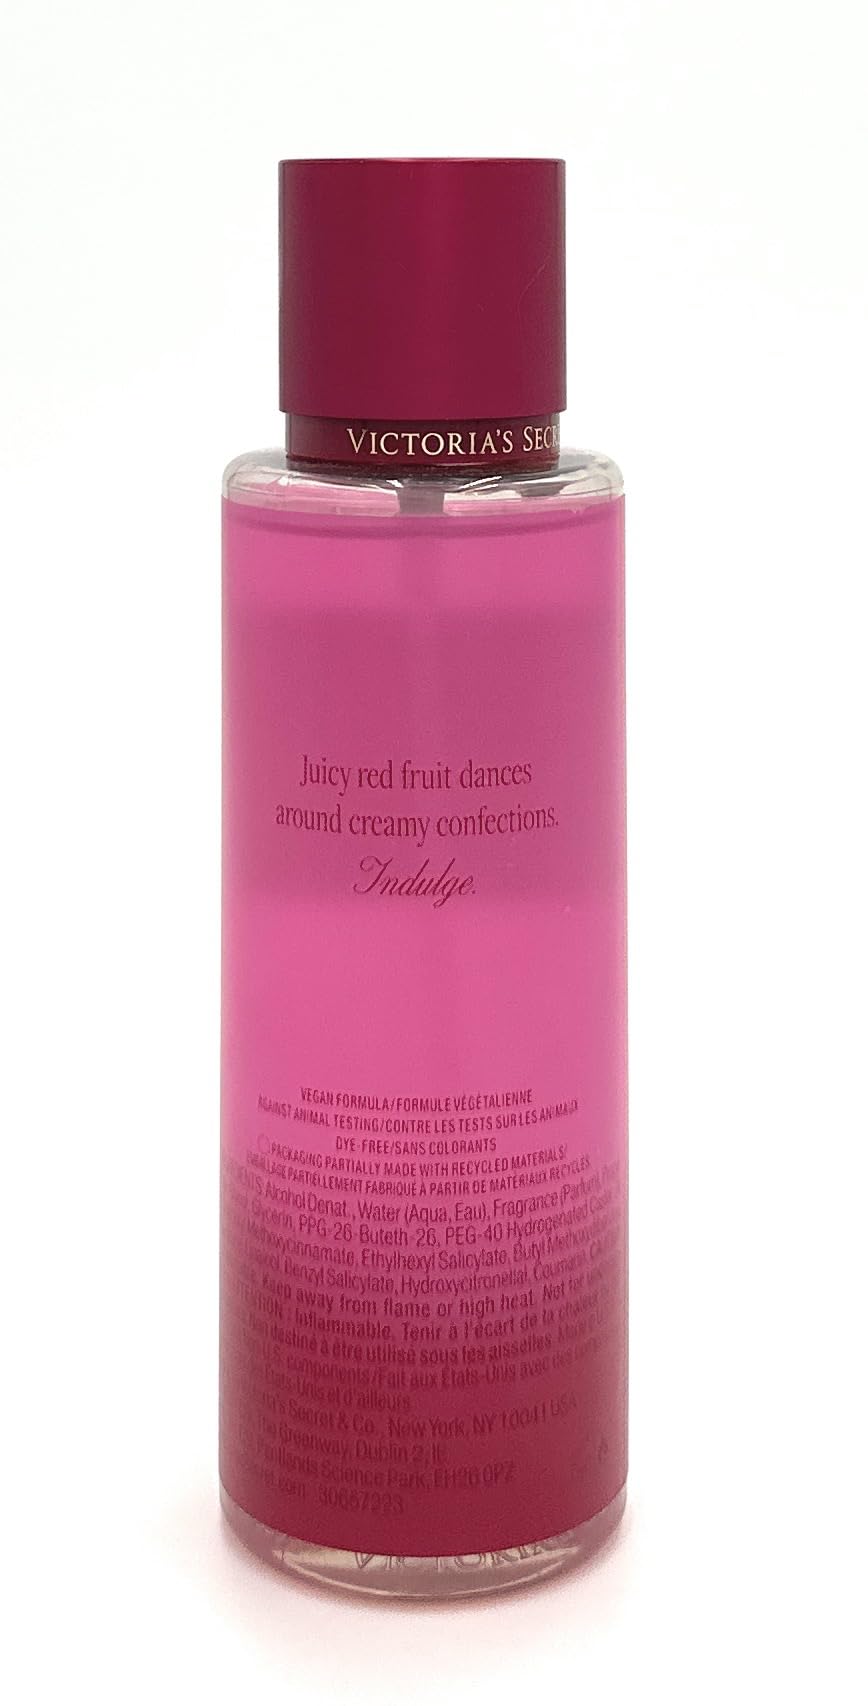 VICTORIA'S SECR
Juicy red fruit dances
around creamy confections.
Indulge.
VEGAN FORMULA/FORMULE VÉGÉTALIENNE
AGAINST ANIMAL TESTING/CONTRE LES TESTS SUR LES ANIMAUX
DYE-FREE/SANS COLORANTS
PACKAGING PARTIALLY MADE WITH RECYCLED MATERIALS/
EMBALLAGE PARTIELLEMENT FABRIQUÉ À PARTIR DE MATÉRIAUX RECYCLÉS
Alcohol Denat., Water (Aqua, Eau), Fragrance (Parfum),
Glycerin, PPG-26-Buteth-26, PEG-40 Hydrogenated
Methoxycinnamate, Ethylhexyl Salicylate, Butyl
Benzyl Salicylate, Hydroxycitronellal, Coumarin,
Keep away from flame or high heat. Not for
Inflammable. Tenir à l'écart de la chaleur
destiné à être utilisé sous les aisselles.
U.S. components/Fait aux États-Unis avec des
États-Unis et d'ailleurs
Secret & Co., New York, NY 10041 USA
The Greenway, Dublin 2, IE
Science Park, EH26 0PZ
30667223